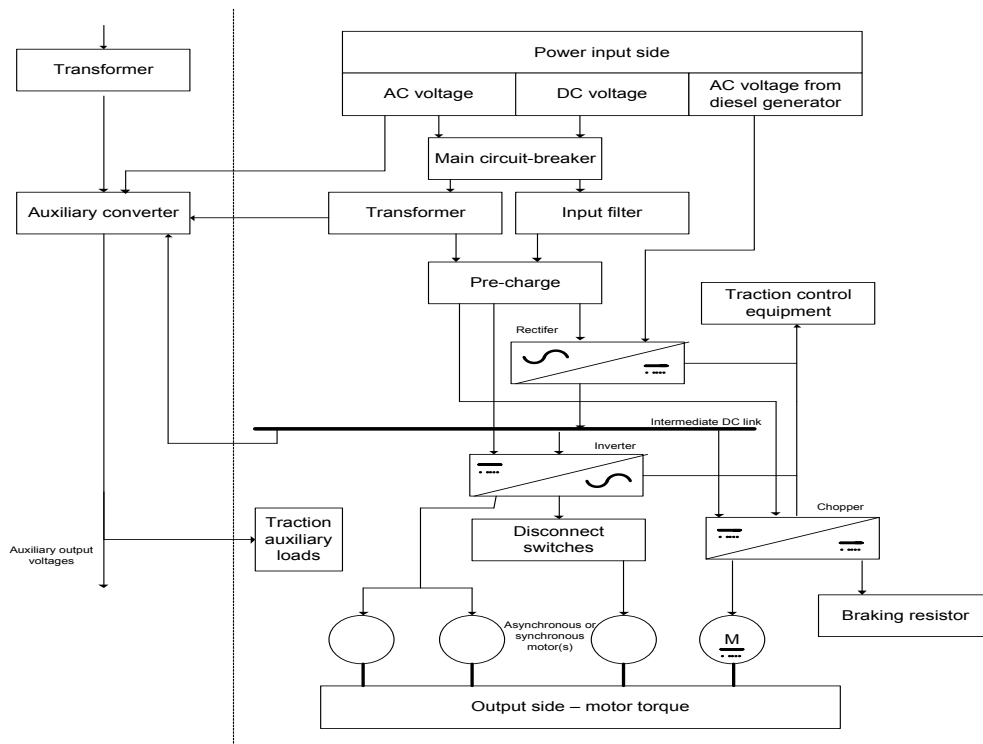 Transformer
Power input side
AC voltage
DC voltage
AC voltage from
diesel generator
Main circuit-breaker
Auxiliary converter
Transformer
Input filter
Pre-charge
Traction control
equipment
Rectifer
Intermediate DC link
Inverter
Chopper
Traction
auxiliary
loads
Disconnect
switches
Auxiliary output
voltages
Braking resistor
Asynchronous or
synchronous
motor(s)
M
Output side – motor torque